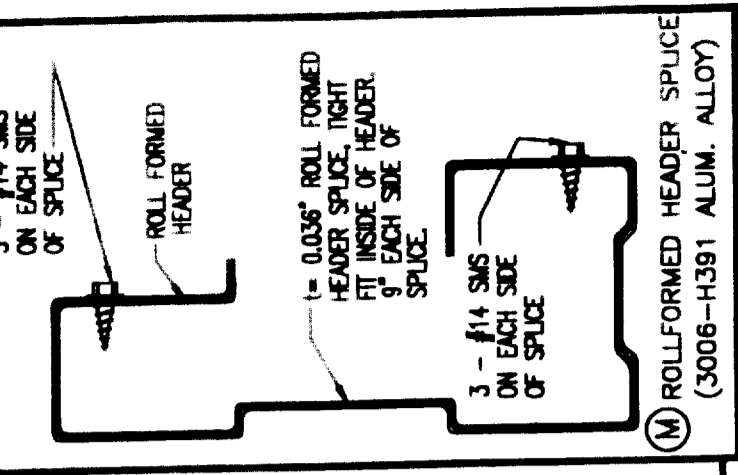 3 - #14 SMS
ON EACH SIDE
OF SPLICE
ROLL FORMED
HEADER
t= 0.036" ROLL FORMED
HEADER SPLICE, TIGHT
FIT INSIDE OF HEADER.
9" EACH SIDE OF
SPLICE.
3 - #14 SMS
ON EACH SIDE
OF SPLICE
M ROLLFORMED HEADER SPLICE
(3006-H391 ALUM. ALLOY)